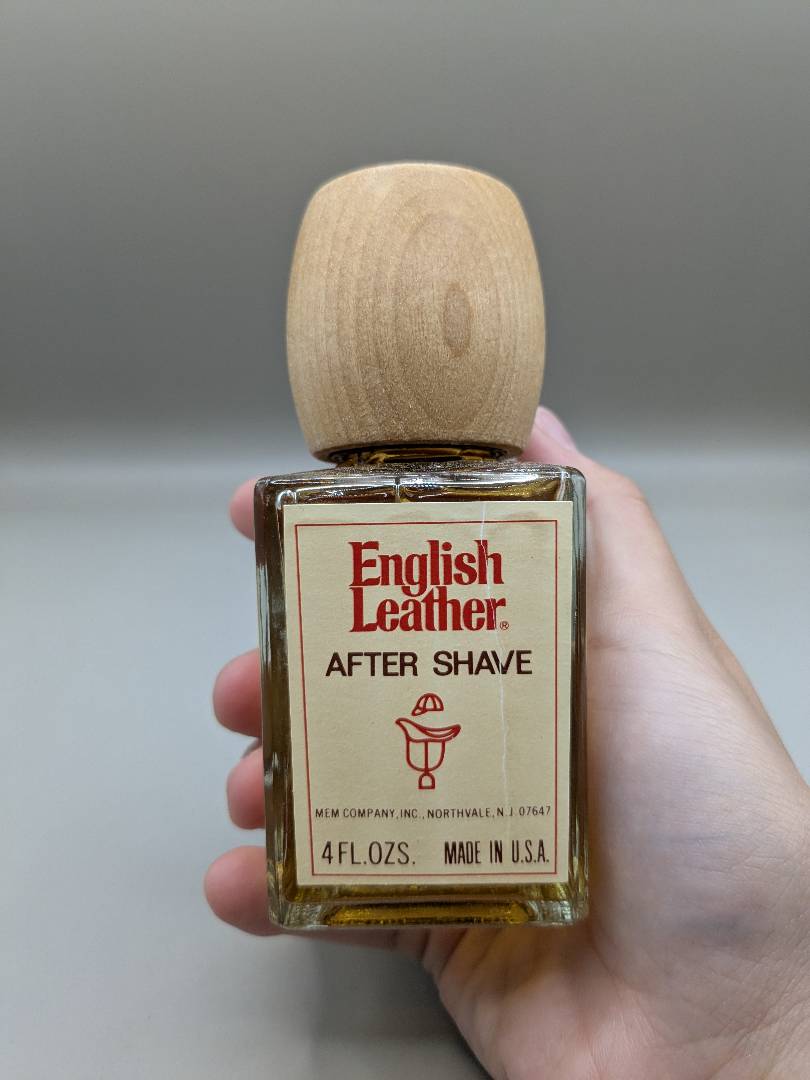 English
Leather®
AFTER SHAVE
MEM COMPANY, INC., NORTHVALE, N.J. 07647
4 FL.OZS. MADE IN U.S.A.